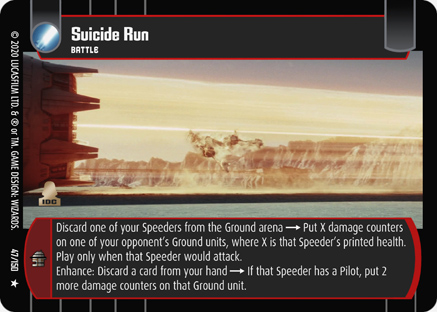 Suicide Run
BATTLE
© 2020 LUCASFILM LTD. & ® or TM. GAME DESIGN: WIZARDS.
47/150 ★
IDC
Discard one of your Speeders from the Ground arena → Put X damage counters
on one of your opponent's Ground units, where X is that Speeder's printed health.
Play only when that Speeder would attack.
Enhance: Discard a card from your hand → If that Speeder has a Pilot, put 2
more damage counters on that Ground unit.